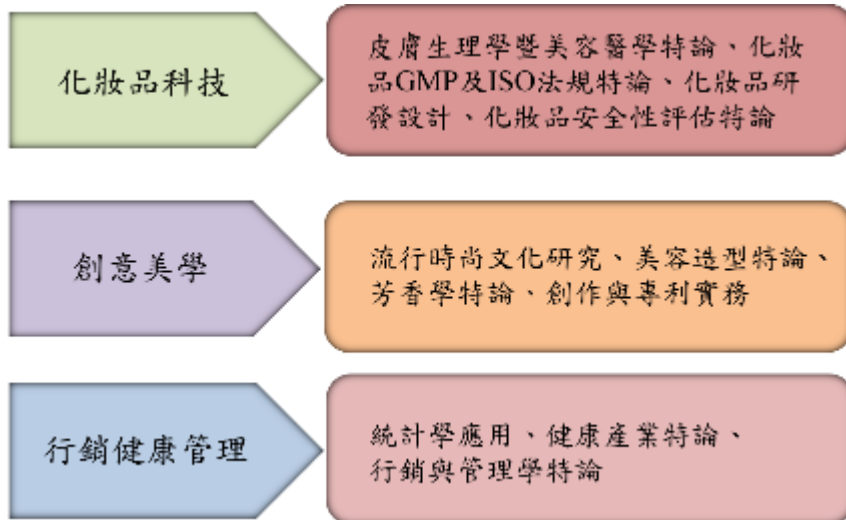 化妝品科技
皮膚生理學暨美容醫學特論、化妝
品GMP及ISO法規特論、化妝品研
發設計、化妝品安全性評估特論
創意美學
流行時尚文化研究、美容造型特論、
芳香學特論、創作與專利實務
行銷健康管理
統計學應用、健康產業特論、
行銷與管理學特論